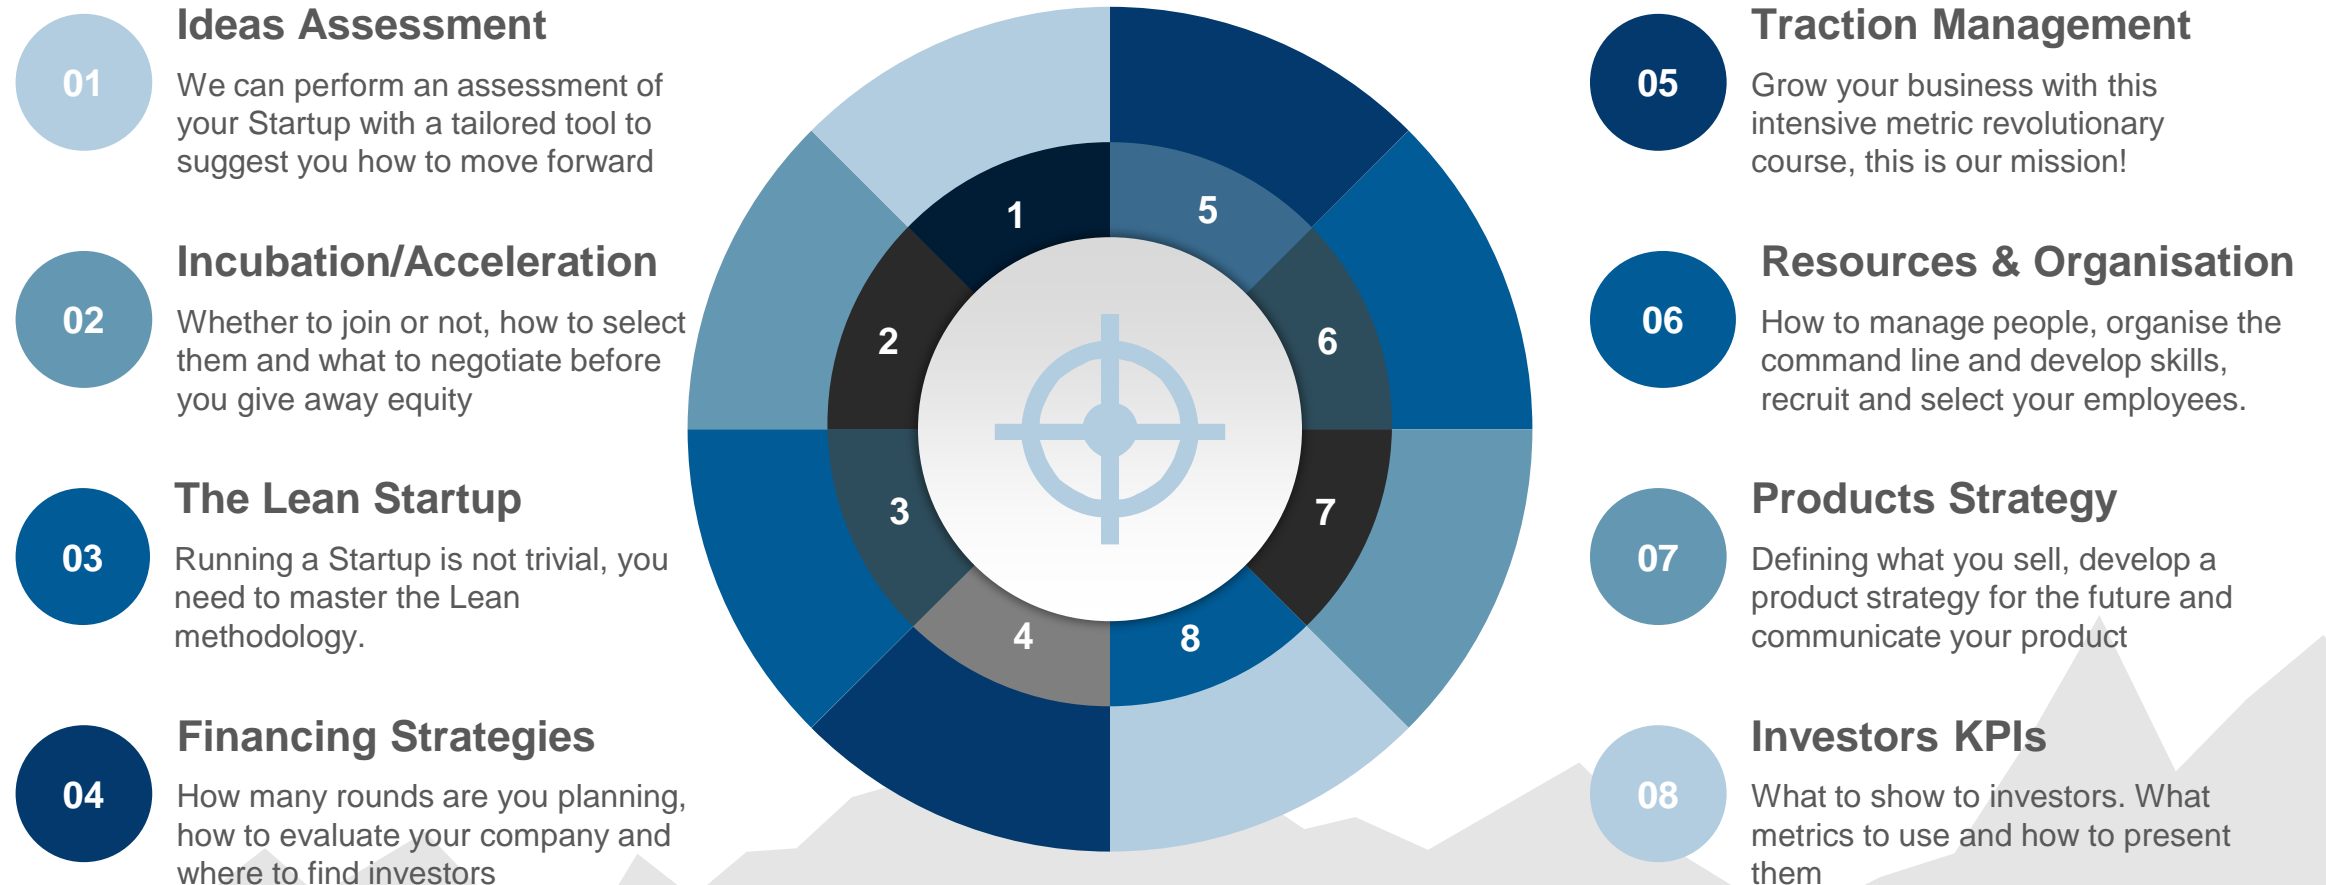 01
Ideas Assessment
We can perform an assessment of
your Startup with a tailored tool to
suggest you how to move forward
02
Incubation/Acceleration
Whether to join or not, how to select
them and what to negotiate before
you give away equity
03
The Lean Startup
Running a Startup is not trivial, you
need to master the Lean
methodology.
04
Financing Strategies
How many rounds are you planning,
how to evaluate your company and
where to find investors
1
5
2
6
3
7
4
8
05
Traction Management
Grow your business with this
intensive metric revolutionary
course, this is our mission!
06
Resources & Organisation
How to manage people, organise the
command line and develop skills,
recruit and select your employees.
07
Products Strategy
Defining what you sell, develop a
product strategy for the future and
communicate your product
08
Investors KPIs
What to show to investors. What
metrics to use and how to present
them